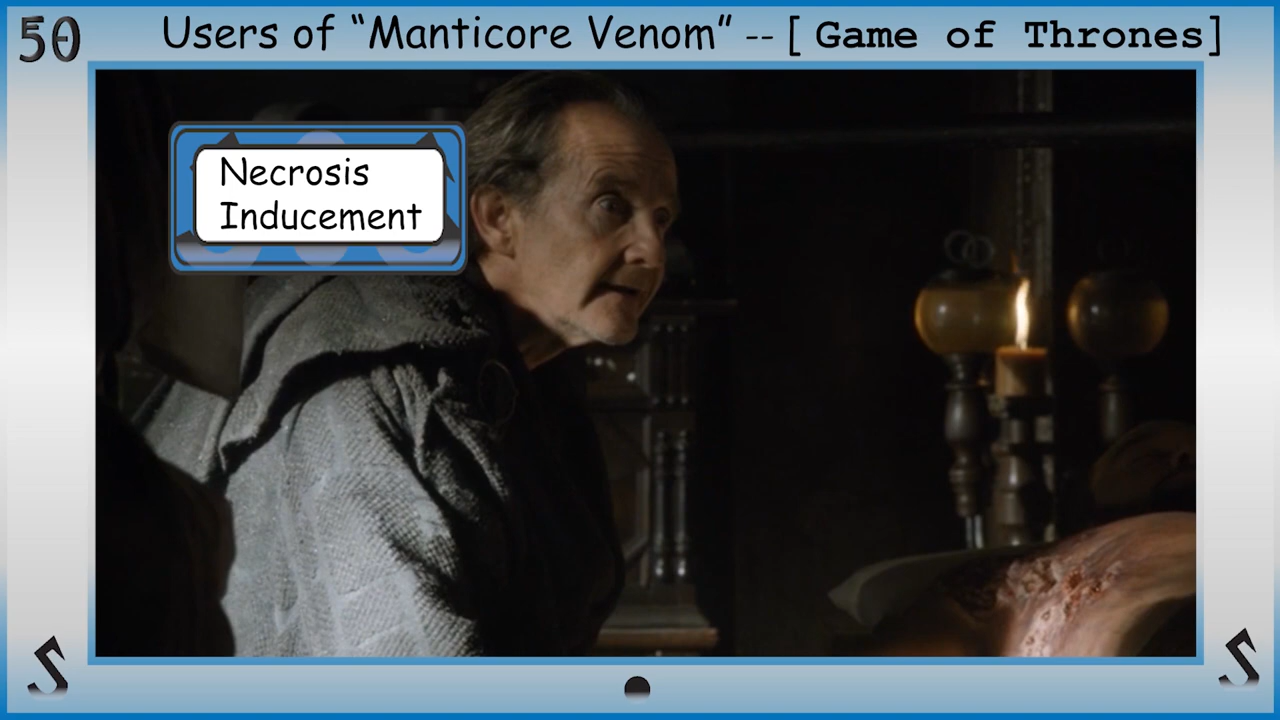 50
Users of “Manticore Venom” -- [ Game of Thrones]
Necrosis
Inducement